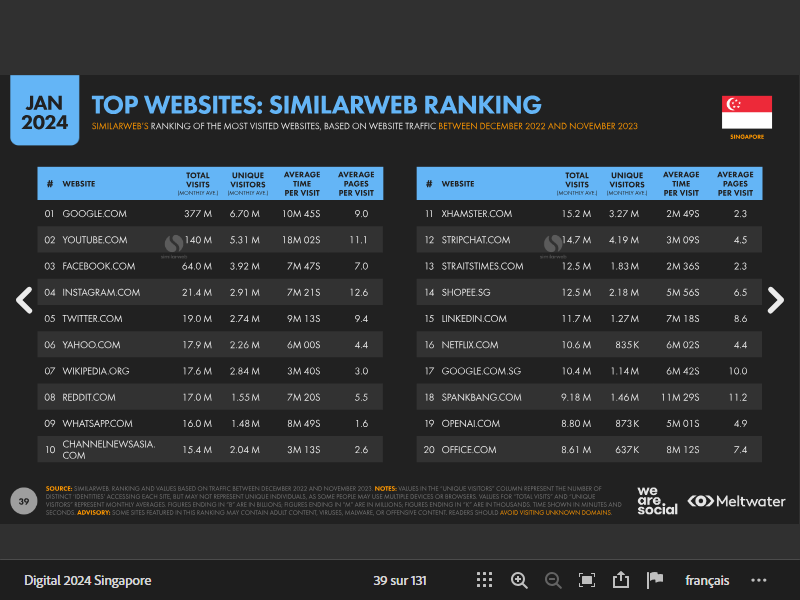 JAN
2024
TOP WEBSITES: SIMILARWEB RANKING
SIMILARWEB'S RANKING OF THE MOST VISITED WEBSITES, BASED ON WEBSITE TRAFFIC BETWEEN DECEMBER 2022 AND NOVEMBER 2023
SINGAPORE
# WEBSITE TOTAL VISITS (MONTHLY AVE.) UNIQUE VISITORS (MONTHLY AVE.) AVERAGE TIME PER VISIT AVERAGE PAGES PER VISIT
01 GOOGLE.COM 377 M 6.70 M 10M 45S 9.0
02 YOUTUBE.COM 140 M 5.31 M 18M 02S 11.1
03 FACEBOOK.COM 64.0 M 3.92 M 7M 47S 7.0
04 INSTAGRAM.COM 21.4 M 2.91 M 7M 21S 12.6
05 TWITTER.COM 19.0 M 2.74 M 9M 13S 9.4
06 YAHOO.COM 17.9 M 2.26 M 6M 00S 4.4
07 WIKIPEDIA.ORG 17.6 M 2.84 M 3M 40S 3.0
08 REDDIT.COM 17.0 M 1.55 M 7M 20S 5.5
09 WHATSAPP.COM 16.0 M 1.48 M 8M 49S 1.6
10 CHANNELNEWSASIA.COM 15.4 M 2.04 M 3M 13S 2.6
# WEBSITE TOTAL VISITS (MONTHLY AVE.) UNIQUE VISITORS (MONTHLY AVE.) AVERAGE TIME PER VISIT AVERAGE PAGES PER VISIT
11 XHAMSTER.COM 15.2 M 3.27 M 2M 49S 2.3
12 STRIPCHAT.COM 14.7 M 4.19 M 3M 09S 4.5
13 STRAITSTIMES.COM 12.5 M 1.83 M 2M 36S 2.3
14 SHOPEE.SG 12.5 M 2.18 M 5M 56S 6.5
15 LINKEDIN.COM 11.7 M 1.27 M 7M 18S 8.6
16 NETFLIX.COM 10.6 M 835 K 6M 02S 4.4
17 GOOGLE.COM.SG 10.4 M 1.14 M 6M 42S 10.0
18 SPANKBANG.COM 9.18 M 1.46 M 11M 29S 11.2
19 OPENAI.COM 8.80 M 873 K 5M 01S 4.9
20 OFFICE.COM 8.61 M 637 K 8M 12S 7.4
39
SOURCE: SIMILARWEB. RANKING AND VALUES BASED ON TRAFFIC BETWEEN DECEMBER 2022 AND NOVEMBER 2023. NOTES: VALUES IN THE "UNIQUE VISITORS" COLUMN REPRESENT THE NUMBER OF
DISTINCT 'IDENTITIES' ACCESSING EACH SITE, BUT MAY NOT REPRESENT UNIQUE INDIVIDUALS, AS SOME PEOPLE MAY USE MULTIPLE DEVICES OR BROWSERS. VALUES FOR "TOTAL VISITS" AND "UNIQUE
VISITORS" REPRESENT MONTHLY AVERAGES. FIGURES ENDING IN "B" ARE IN BILLIONS; FIGURES ENDING IN "M" ARE IN MILLIONS; FIGURES ENDING IN "K" ARE IN THOUSANDS. TIME SHOWN IN MINUTES AND
SECONDS. ADVISORY: SOME SITES FEATURED IN THIS RANKING MAY CONTAIN ADULT CONTENT, VIRUSES, MALWARE, OR OFFENSIVE CONTENT. READERS SHOULD AVOID VISITING UNKNOWN DOMAINS.
we
are.
social
Meltwater
Digital 2024 Singapore
39 sur 131
français